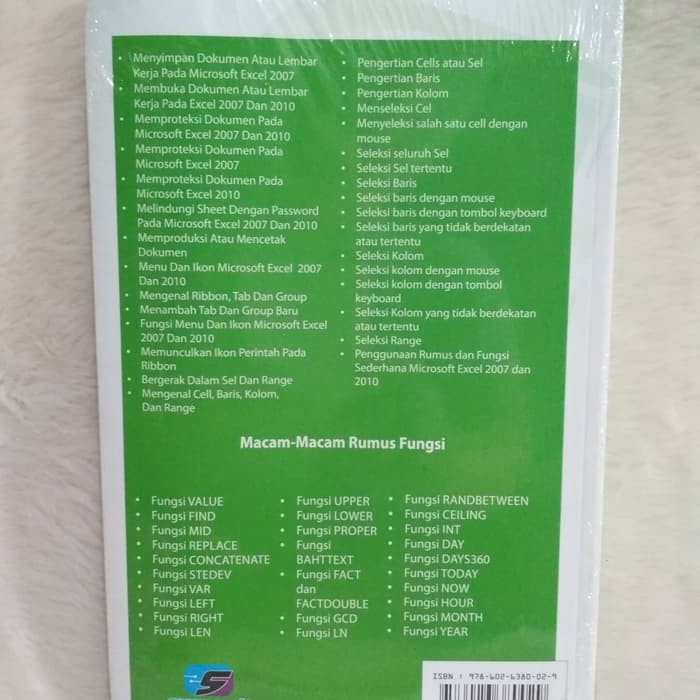 • Menyimpan Dokumen Atau Lembar
Kerja Pada Microsoft Excel 2007
• Membuka Dokumen Atau Lembar
Kerja Pada Excel 2007 Dan 2010
• Memproteksi Dokumen Pada
Microsoft Excel 2007 Dan 2010
• Memproteksi Dokumen Pada
Microsoft Excel 2007
• Memproteksi Dokumen Pada
Microsoft Excel 2010
• Melindungi Sheet Dengan Password
Pada Microsoft Excel 2007 Dan 2010
• Memproduksi Atau Mencetak
Dokumen
• Menu Dan Ikon Microsoft Excel 2007
Dan 2010
• Mengenal Ribbon, Tab Dan Group
• Menambah Tab Dan Group Baru
• Fungsi Menu Dan Ikon Microsoft Excel
2007 Dan 2010
• Memunculkan Ikon Perintah Pada
Ribbon
• Bergerak Dalam Sel Dan Range
• Mengenal Cell, Baris, Kolom,
Dan Range
• Pengertian Cells atau Sel
• Pengertian Baris
• Pengertian Kolom
• Menseleksi Cel
• Menyeleksi salah satu cell dengan
mouse
• Seleksi seluruh Sel
• Seleksi Sel tertentu
• Seleksi Baris
• Seleksi baris dengan mouse
• Seleksi baris dengan tombol keyboard
• Seleksi baris yang tidak berdekatan
atau tertentu
• Seleksi Kolom
• Seleksi kolom dengan mouse
• Seleksi kolom dengan tombol
keyboard
• Seleksi Kolom yang tidak berdekatan
atau tertentu
• Seleksi Range
• Penggunaan Rumus dan Fungsi
Sederhana Microsoft Excel 2007 dan
2010
Macam-Macam Rumus Fungsi
• Fungsi VALUE
• Fungsi FIND
• Fungsi MID
• Fungsi REPLACE
• Fungsi CONCATENATE
• Fungsi STEDEV
• Fungsi VAR
• Fungsi LEFT
• Fungsi RIGHT
• Fungsi LEN
• Fungsi UPPER
• Fungsi LOWER
• Fungsi PROPER
• Fungsi
BAHTTEXT
• Fungsi FACT
dan
FACTDOUBLE
• Fungsi GCD
• Fungsi LN
• Fungsi RANDBETWEEN
• Fungsi CEILING
• Fungsi INT
• Fungsi DAY
• Fungsi DAYS360
• Fungsi TODAY
• Fungsi NOW
• Fungsi HOUR
• Fungsi MONTH
• Fungsi YEAR
ISBN : 978-602-6380-02-9